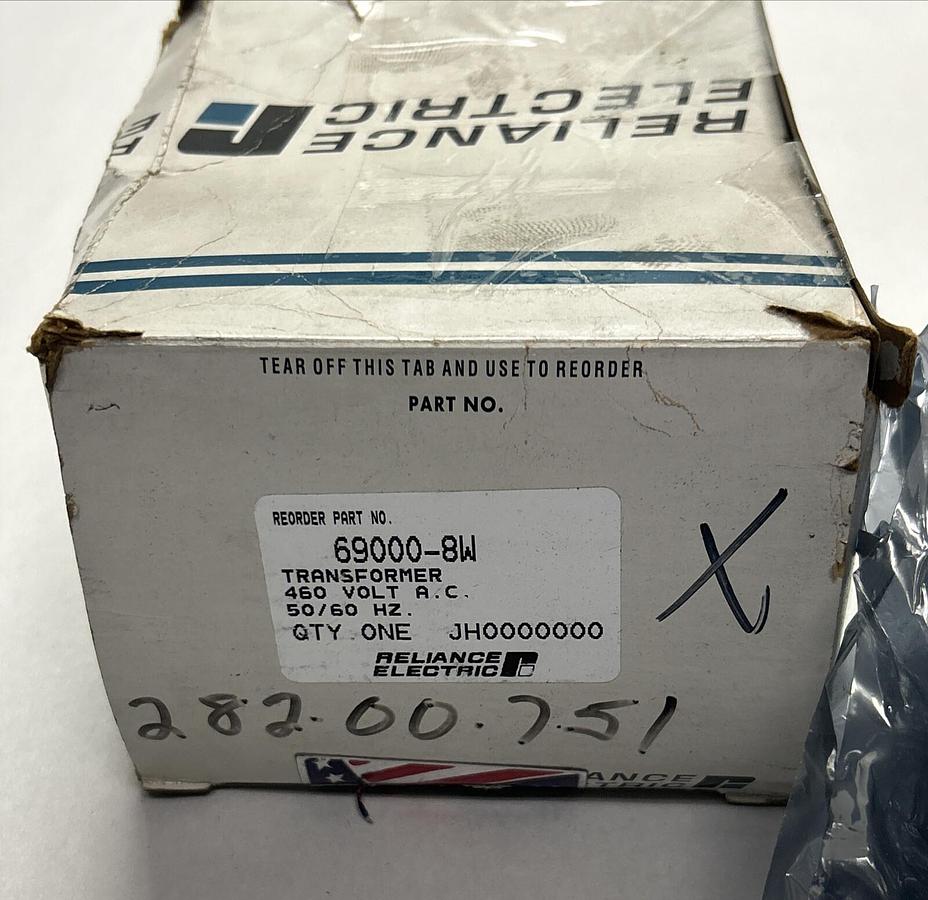 RELIANCE
ELECTRIC
TEAR OFF THIS TAB AND USE TO REORDER
PART NO.
REORDER PART NO.
69000-8W
TRANSFORMER
460 VOLT A.C.
50/60 HZ.
QTY ONE JH0000000
RELIANCE
ELECTRIC
X
282.00.751